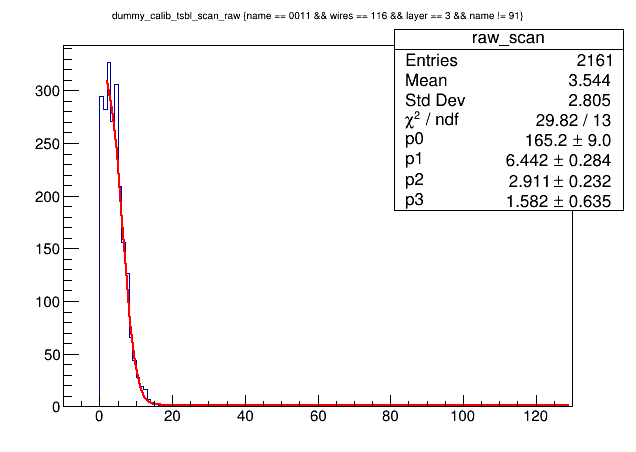 dummy_calib_tsbl_scan_raw {name == 0011 && wires == 116 && layer == 3 && name != 91}
raw_scan
Entries 2161
Mean 3.544
Std Dev 2.805
χ² / ndf 29.82 / 13
p0 165.2 ± 9.0
p1 6.442 ± 0.284
p2 2.911 ± 0.232
p3 1.582 ± 0.635
300
250
200
150
100
50
0
0 20 40 60 80 100 120